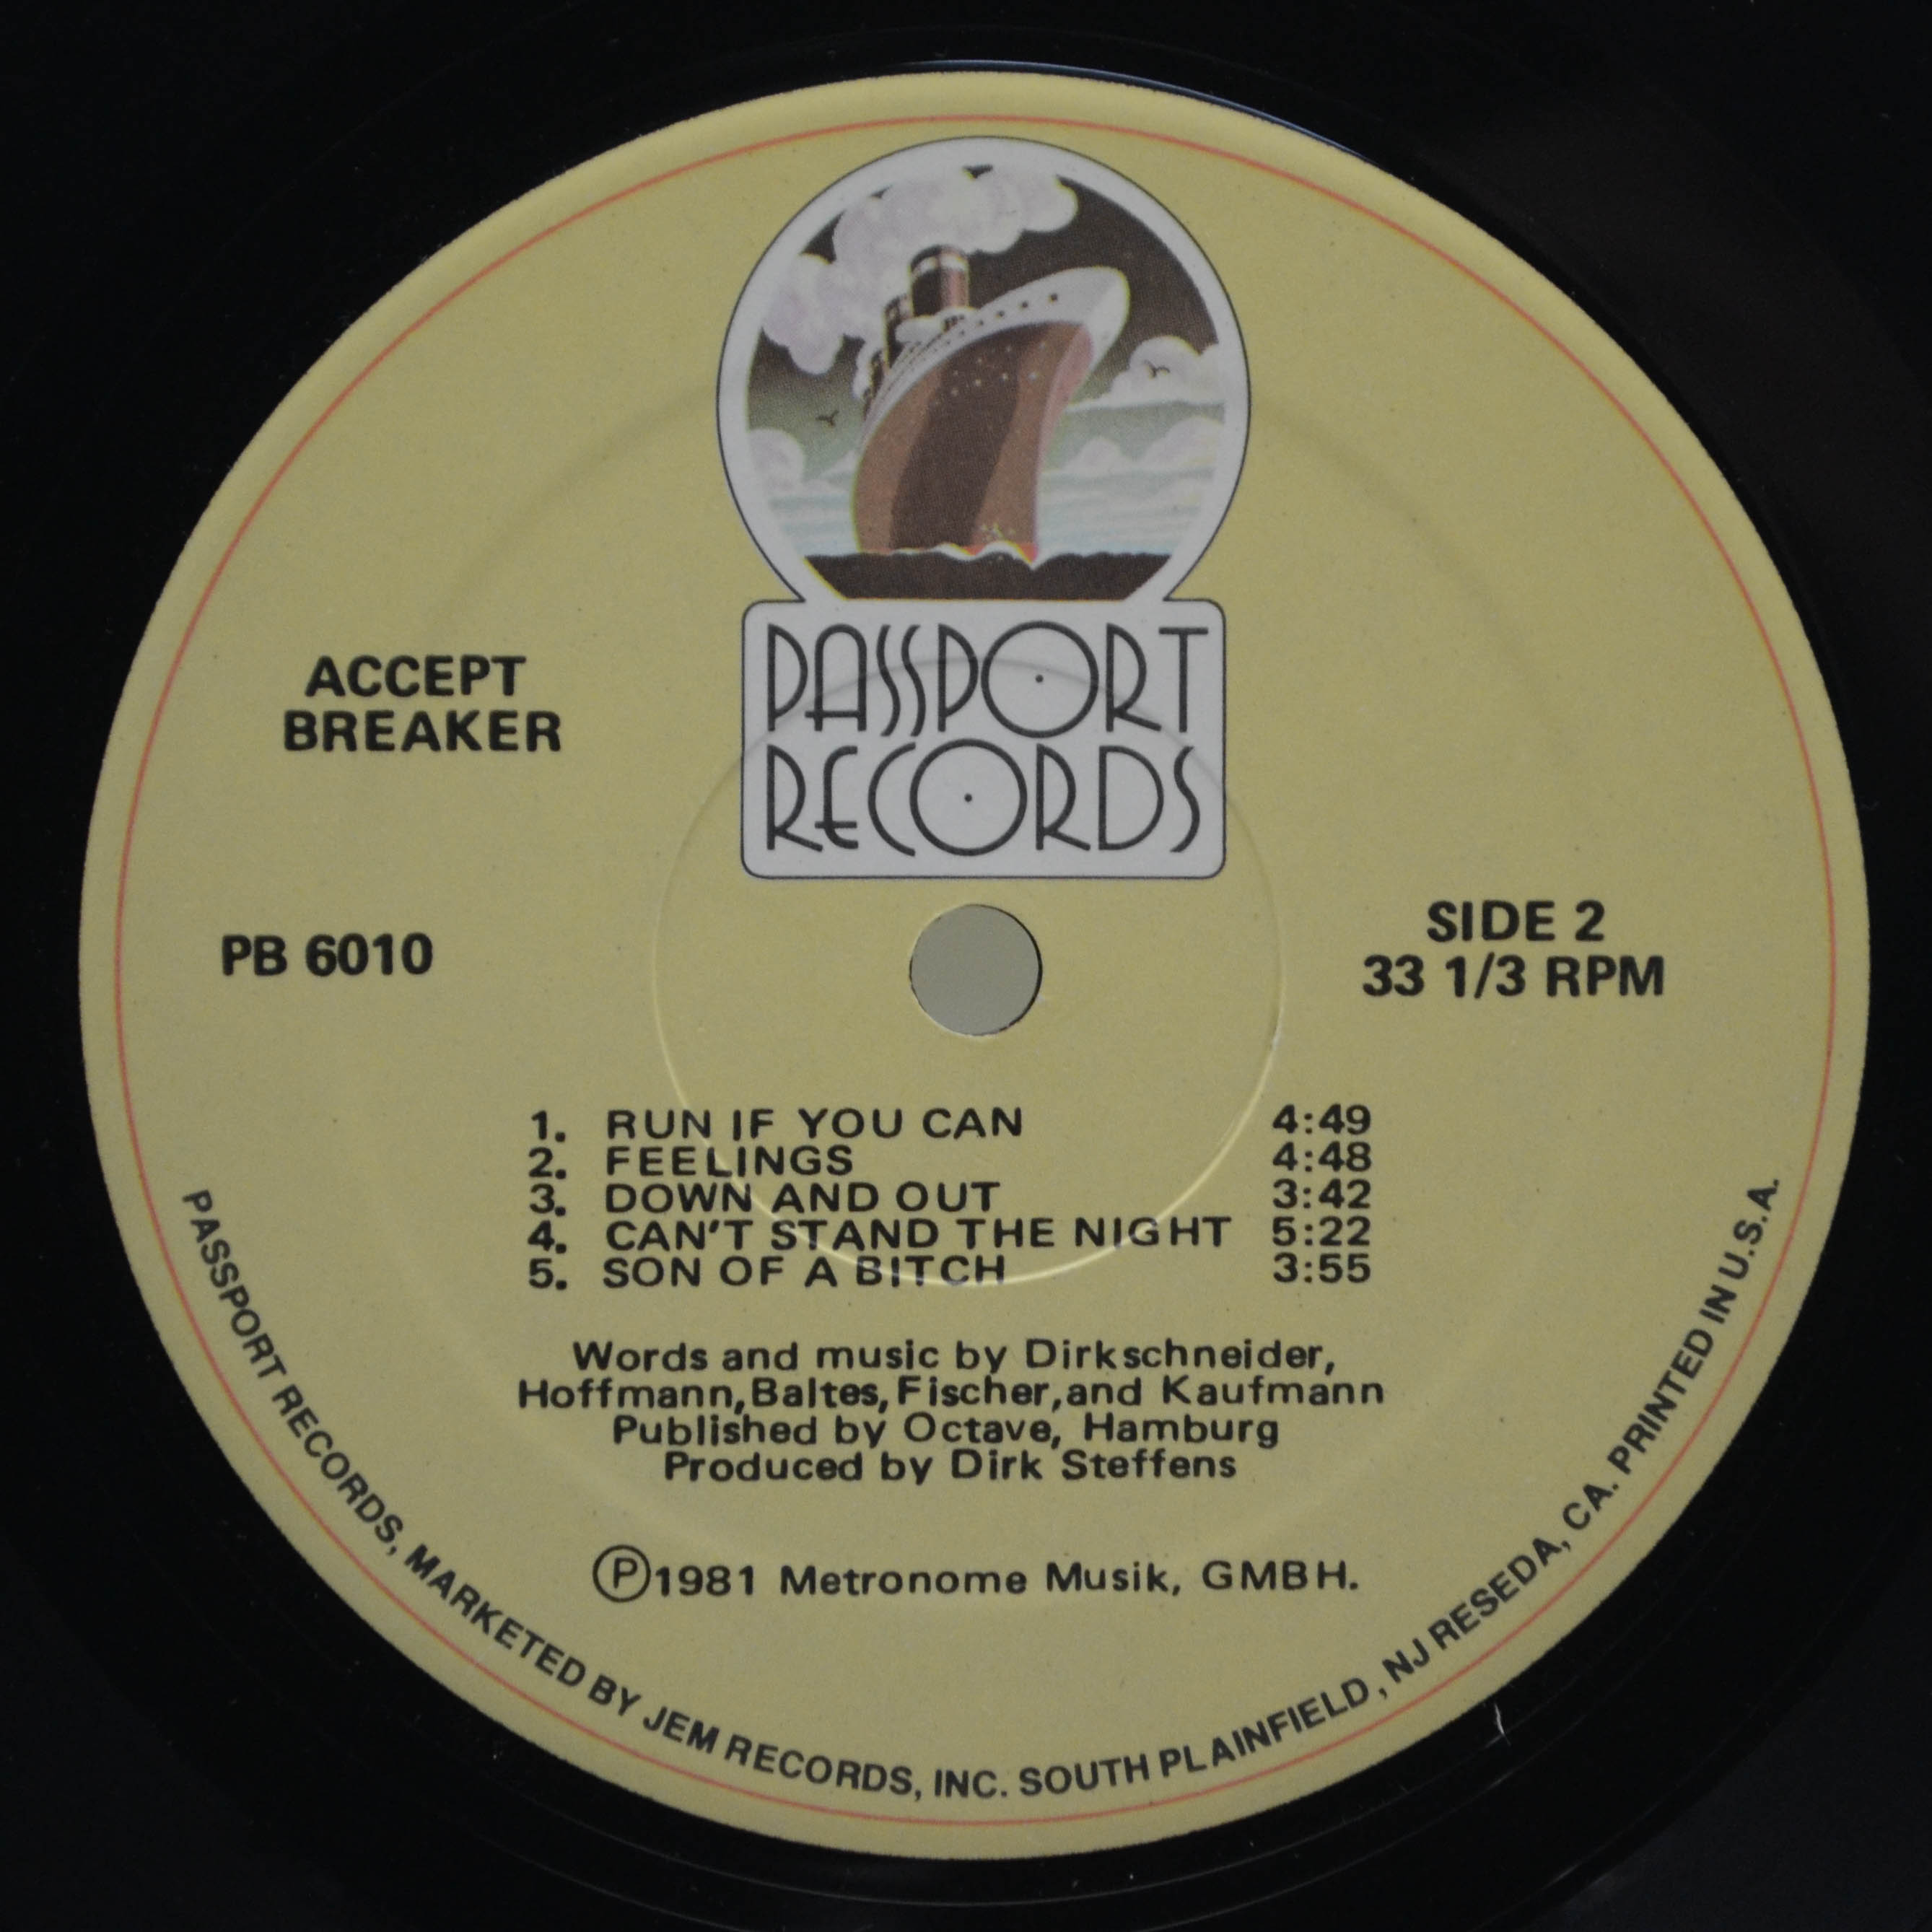 PASSPORT
RECORDS
ACCEPT
BREAKER
PB 6010
SIDE 2
33 1/3 RPM
1. RUN IF YOU CAN 4:49
2. FEELINGS 4:48
3. DOWN AND OUT 3:42
4. CAN'T STAND THE NIGHT 5:22
5. SON OF A BITCH 3:55
Words and music by Dirkschneider,
Hoffmann, Baltes, Fischer, and Kaufmann
Published by Octave, Hamburg
Produced by Dirk Steffens
Ⓟ1981 Metronome Musik, GMBH.
PASSPORT RECORDS, MARKETED BY JEM RECORDS, INC. SOUTH PLAINFIELD, NJ RESEDA, CA. PRINTED IN U.S.A.